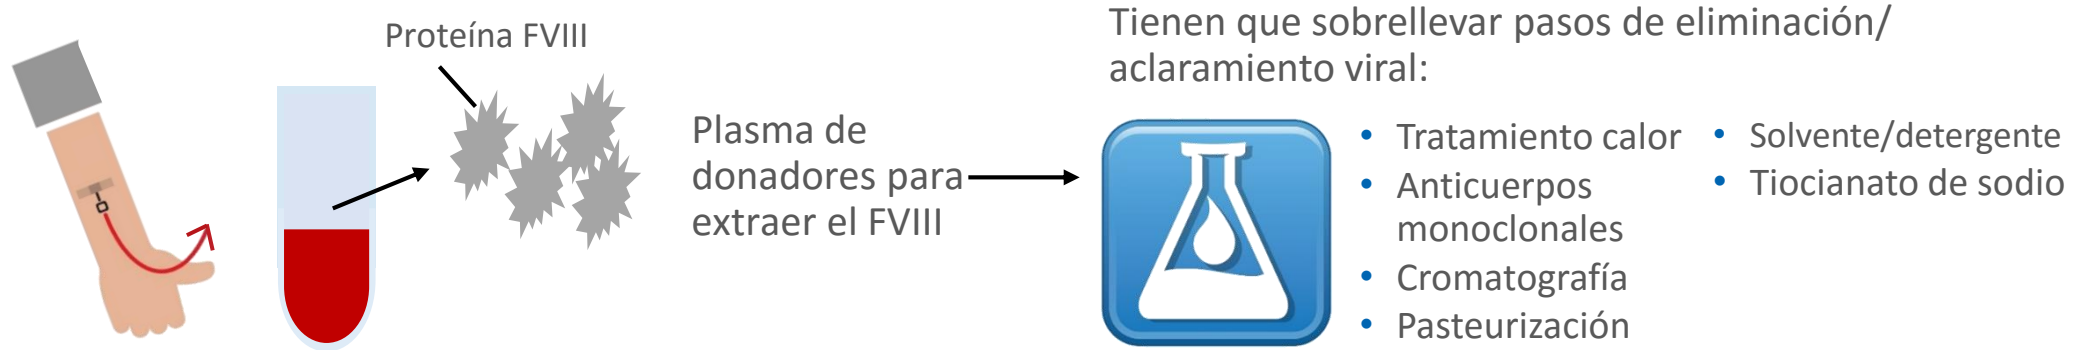 Proteína FVIII
Plasma de
donadores para
extraer el FVIII
Tienen que sobrellevar pasos de eliminación/
aclaramiento viral:
• Tratamiento calor
• Anticuerpos
monoclonales
• Cromatografía
• Pasteurización
• Solvente/detergente
• Tiocianato de sodio